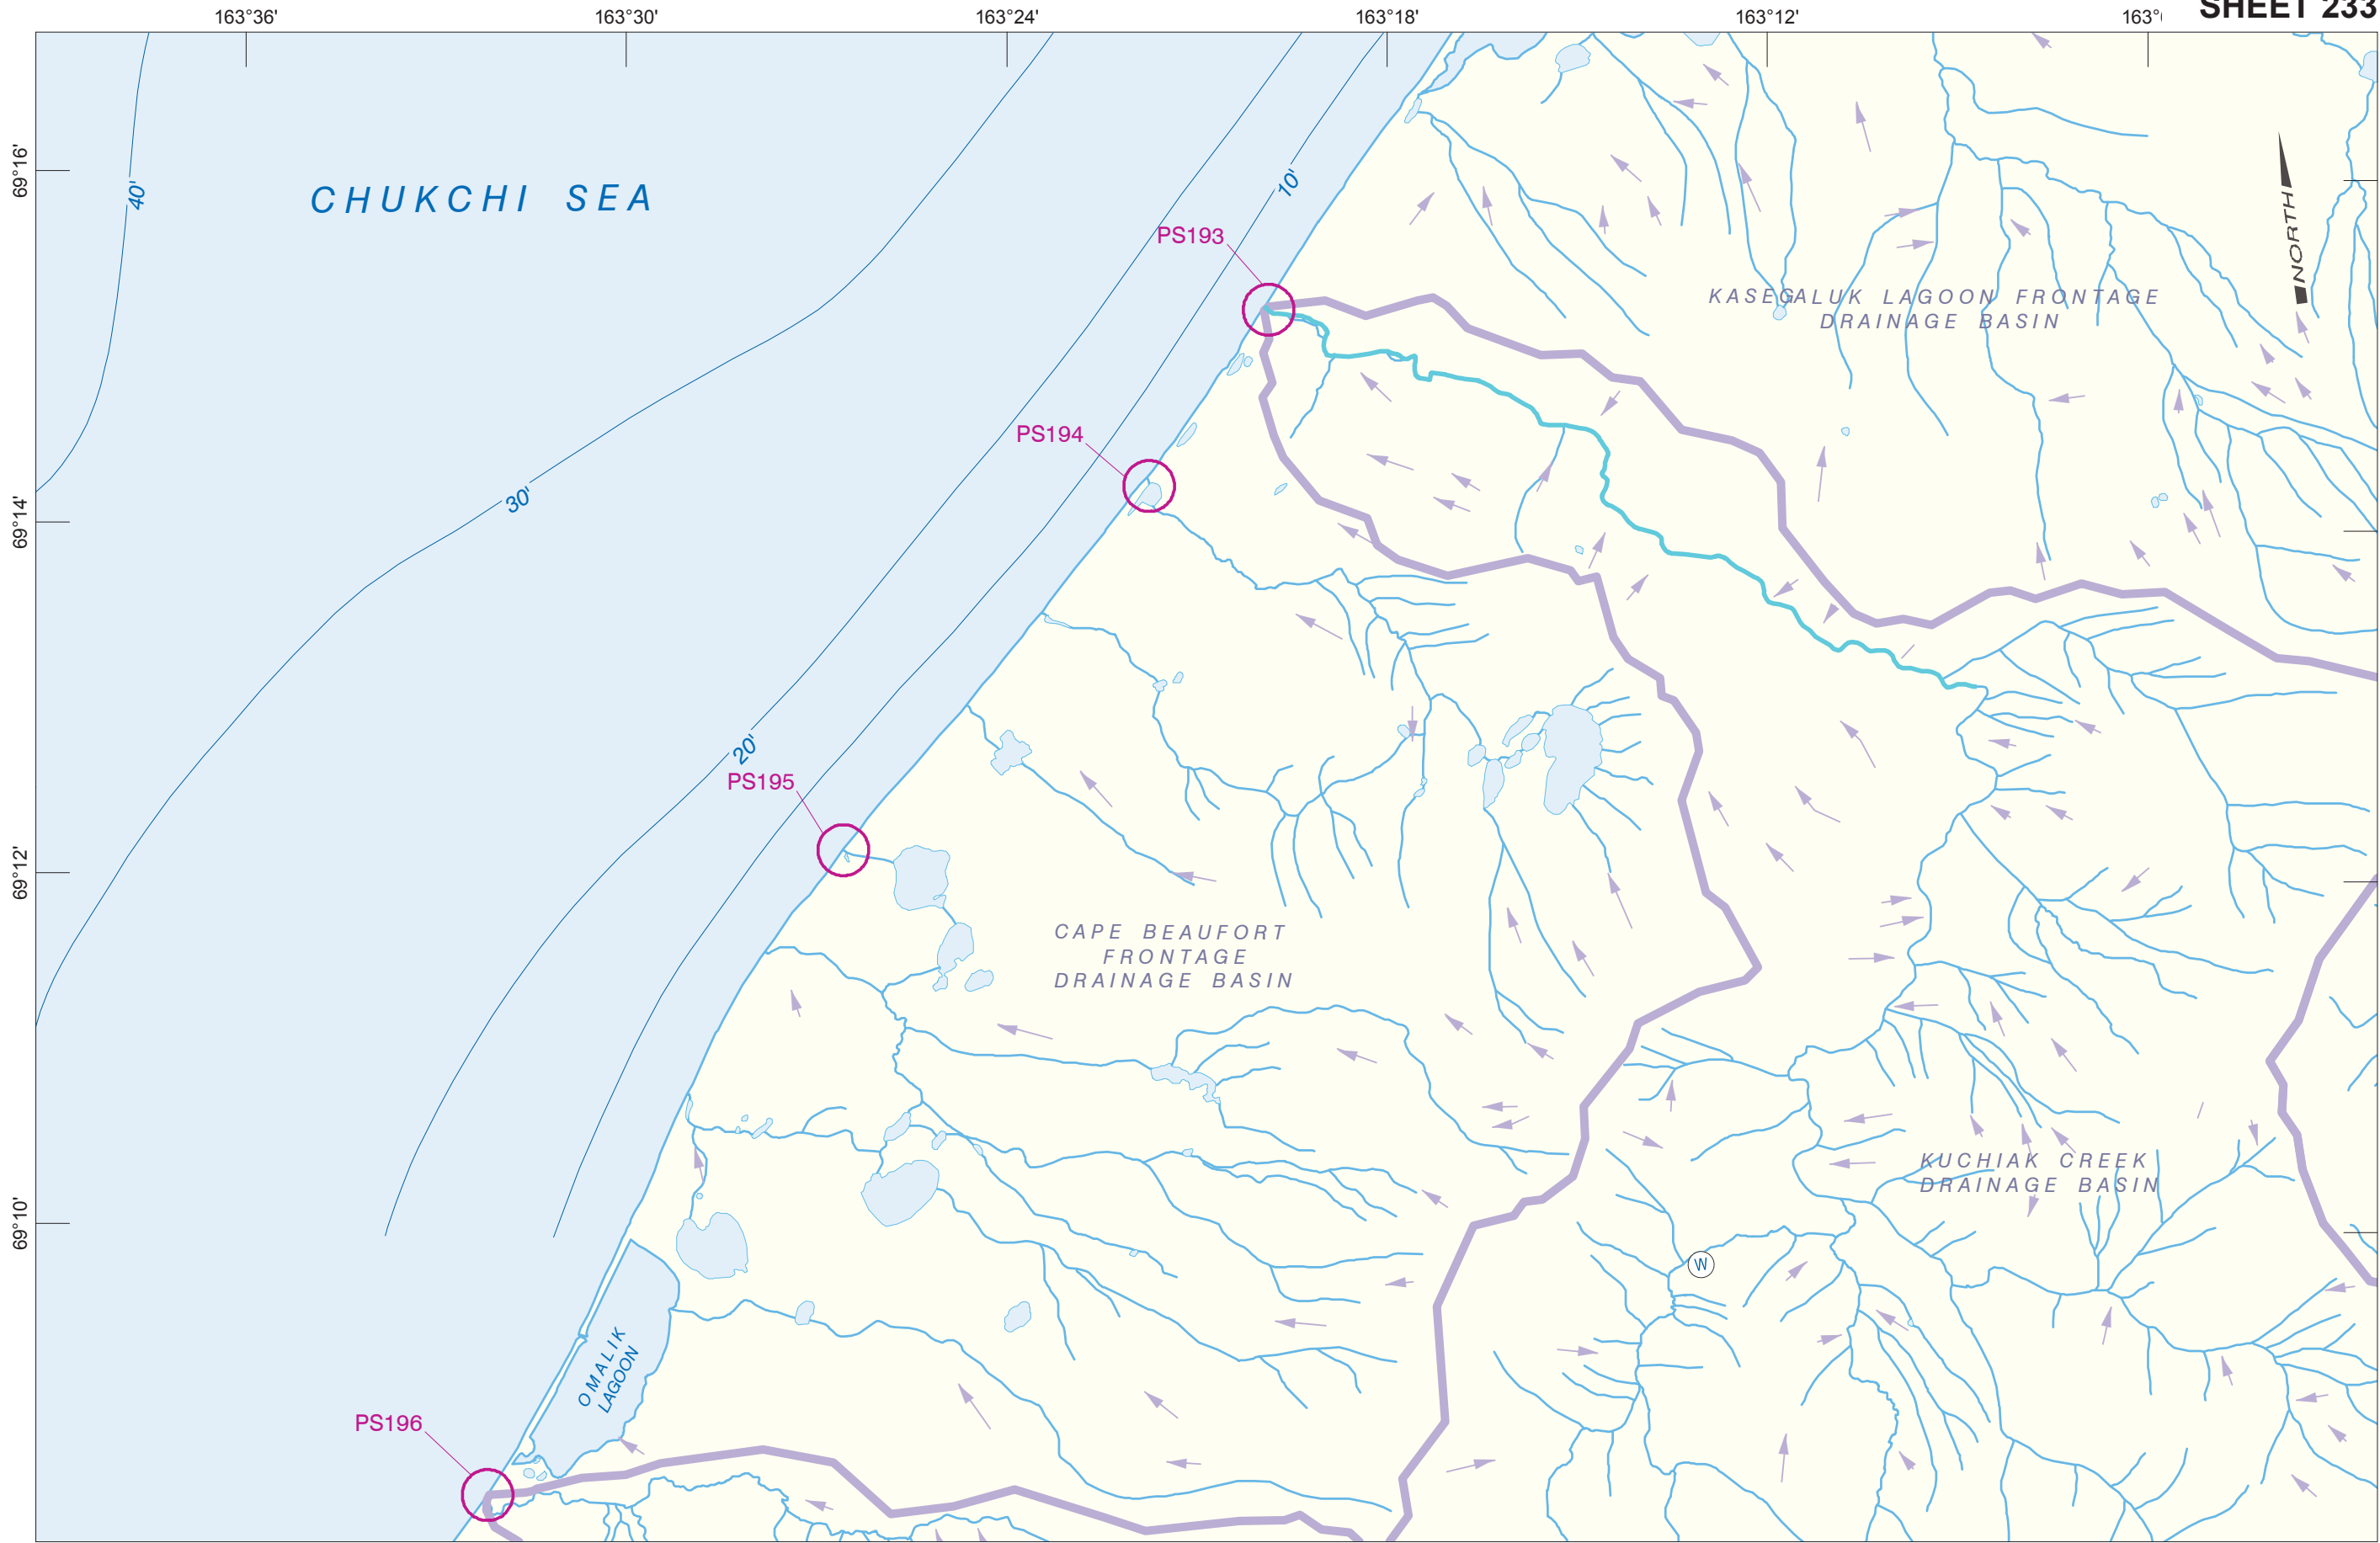 163°36' 163°30' 163°24' 163°18' 163°12' 163°
SHEET 233
69°16'
40'
CHUKCHI SEA
10'
NORTH
PS193
KASEGALUK LAGOON FRONTAGE
DRAINAGE BASIN
PS194
30'
69°14'
20'
PS195
69°12'
CAPE BEAUFORT
FRONTAGE
DRAINAGE BASIN
KUCHIAK CREEK
DRAINAGE BASIN
69°10'
W
OMALIK
LAGOON
PS196